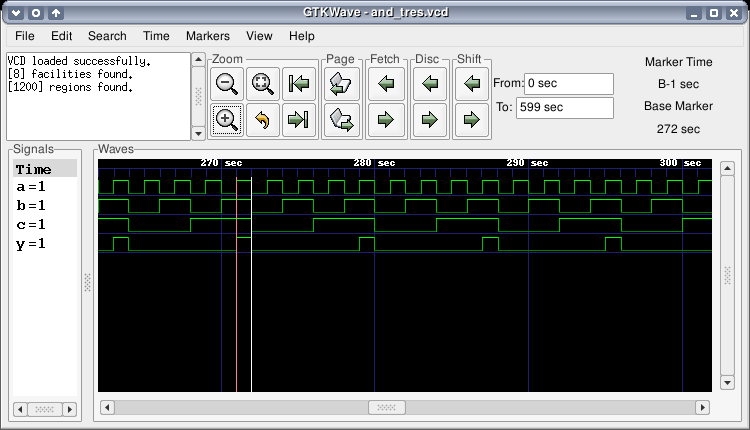 GTKWave - and_tres.vcd
File Edit Search Time Markers View Help
VCD loaded successfully.
[8] facilities found.
[1200] regions found.
Zoom
Page
Fetch
Disc
Shift
From: 0 sec
To: 599 sec
Marker Time
B-1 sec
Base Marker
272 sec
Signals
Time
a=1
b=1
c=1
y=1
Waves
270 sec 280 sec 290 sec 300 sec